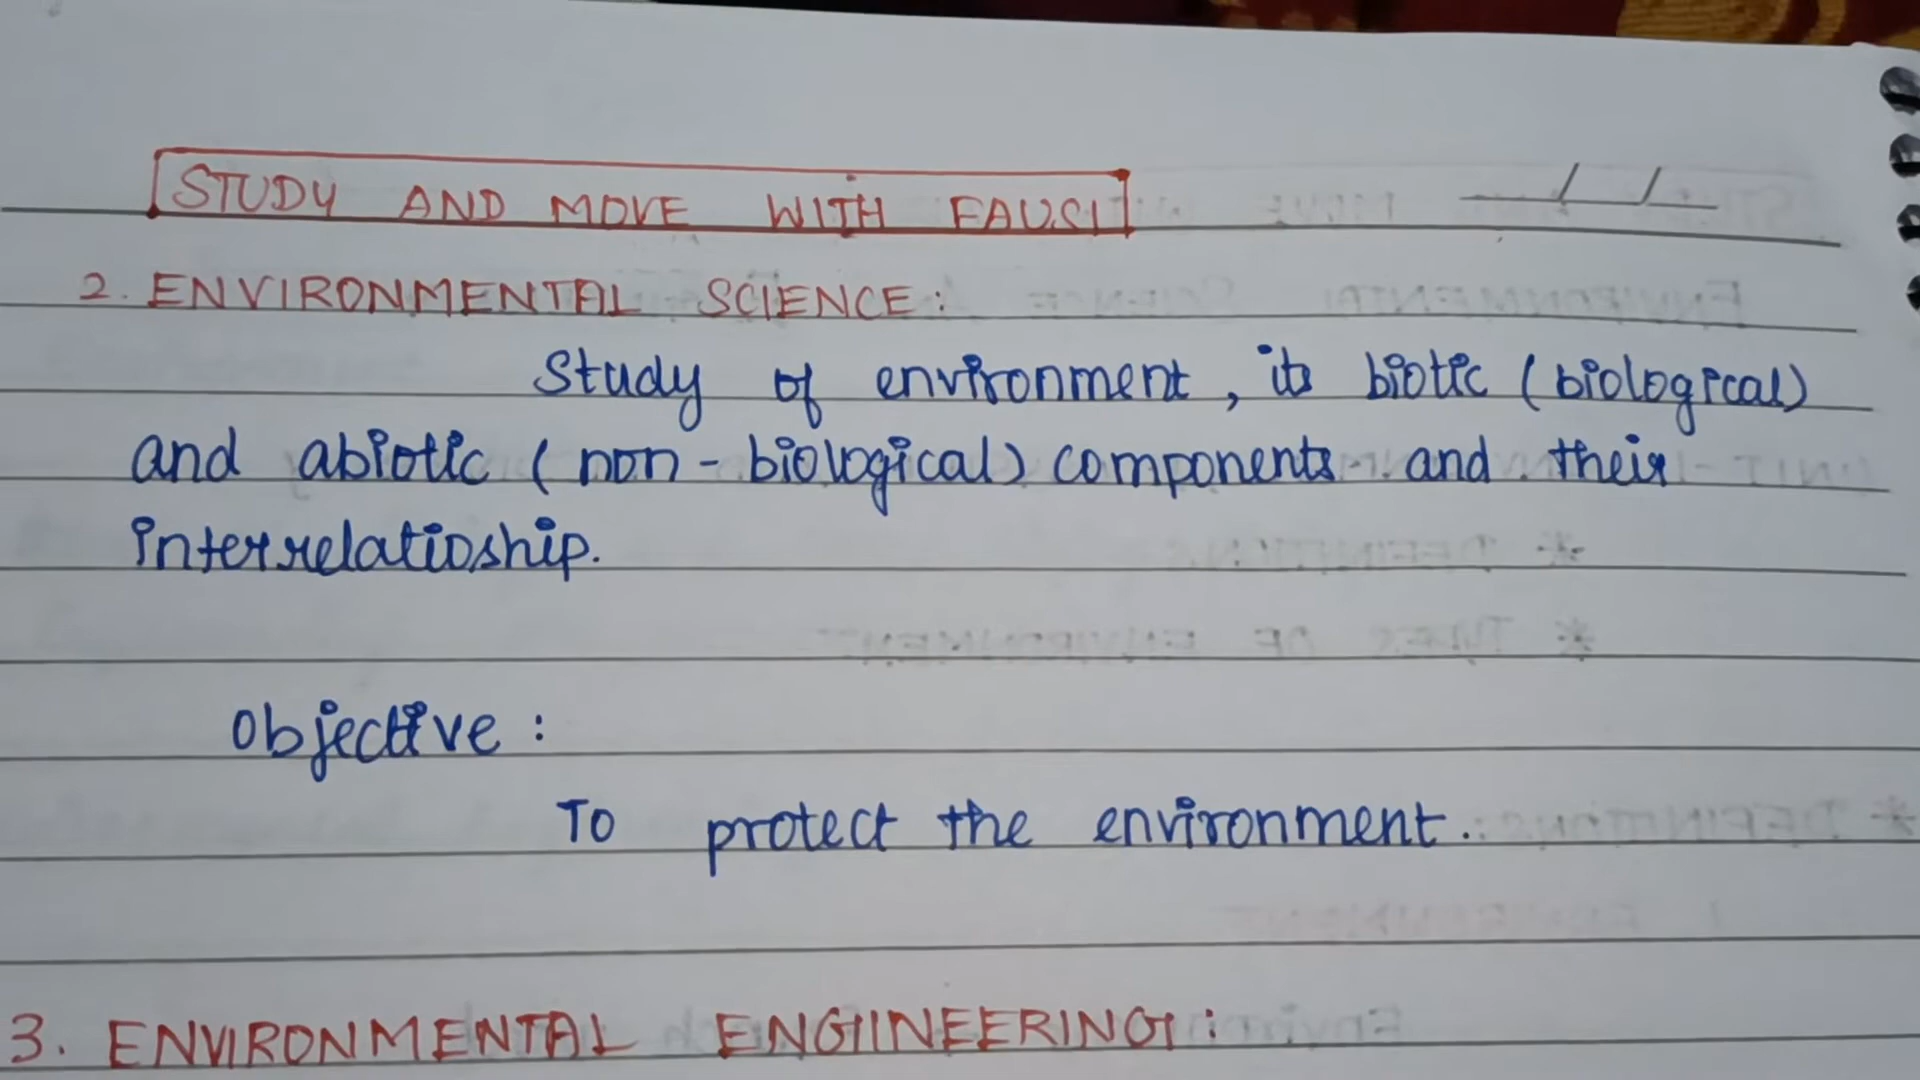 STUDY AND MOVE WITH FAUSI
2. ENVIRONMENTAL SCIENCE:
Study of environment, its biotic (biological)
and abiotic (non-biological) components and their
interrelatioship.
Objective:
To protect the environment.
3. ENVIRONMENTAL ENGINEERING: